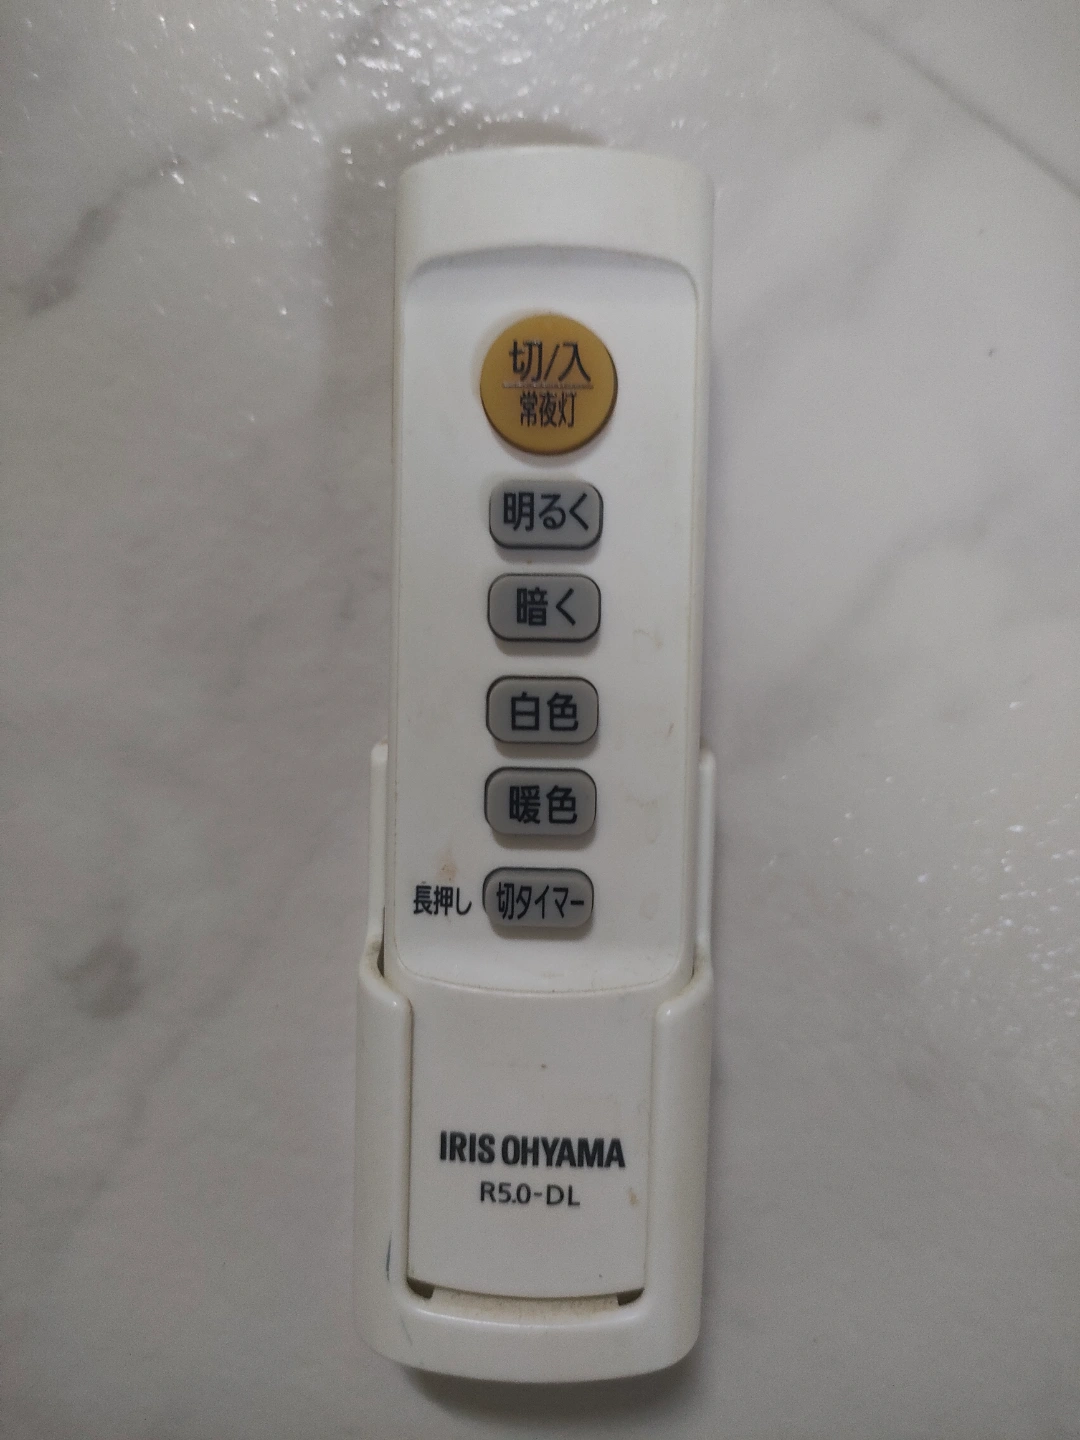 切/入
常夜灯
明るく
暗く
白色
暖色
長押し 切タイマー
IRIS OHYAMA
R5.0-DL